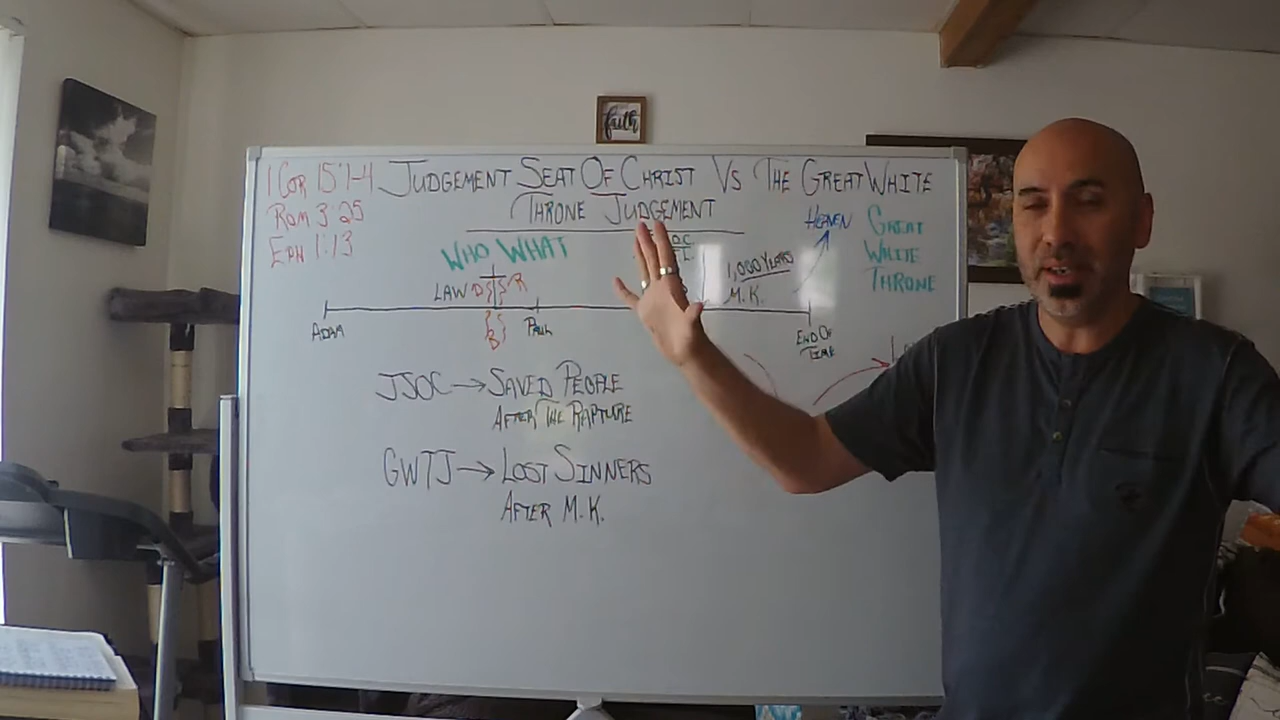 faith
1 COR 15:1-4
ROM 3:25
EPH 1:13
JUDGEMENT SEAT OF CHRIST VS THE GREAT WHITE
THRONE JUDGEMENT
WHO WHAT
HEAVEN
GREAT
WHITE
THRONE
1,000 YEARS
M.K.
LAW D R
B
ADAM
PAUL
END OF
TIME
JSOC → SAVED PEOPLE
AFTER THE RAPTURE
GWTJ → LOST SINNERS
AFTER M.K.